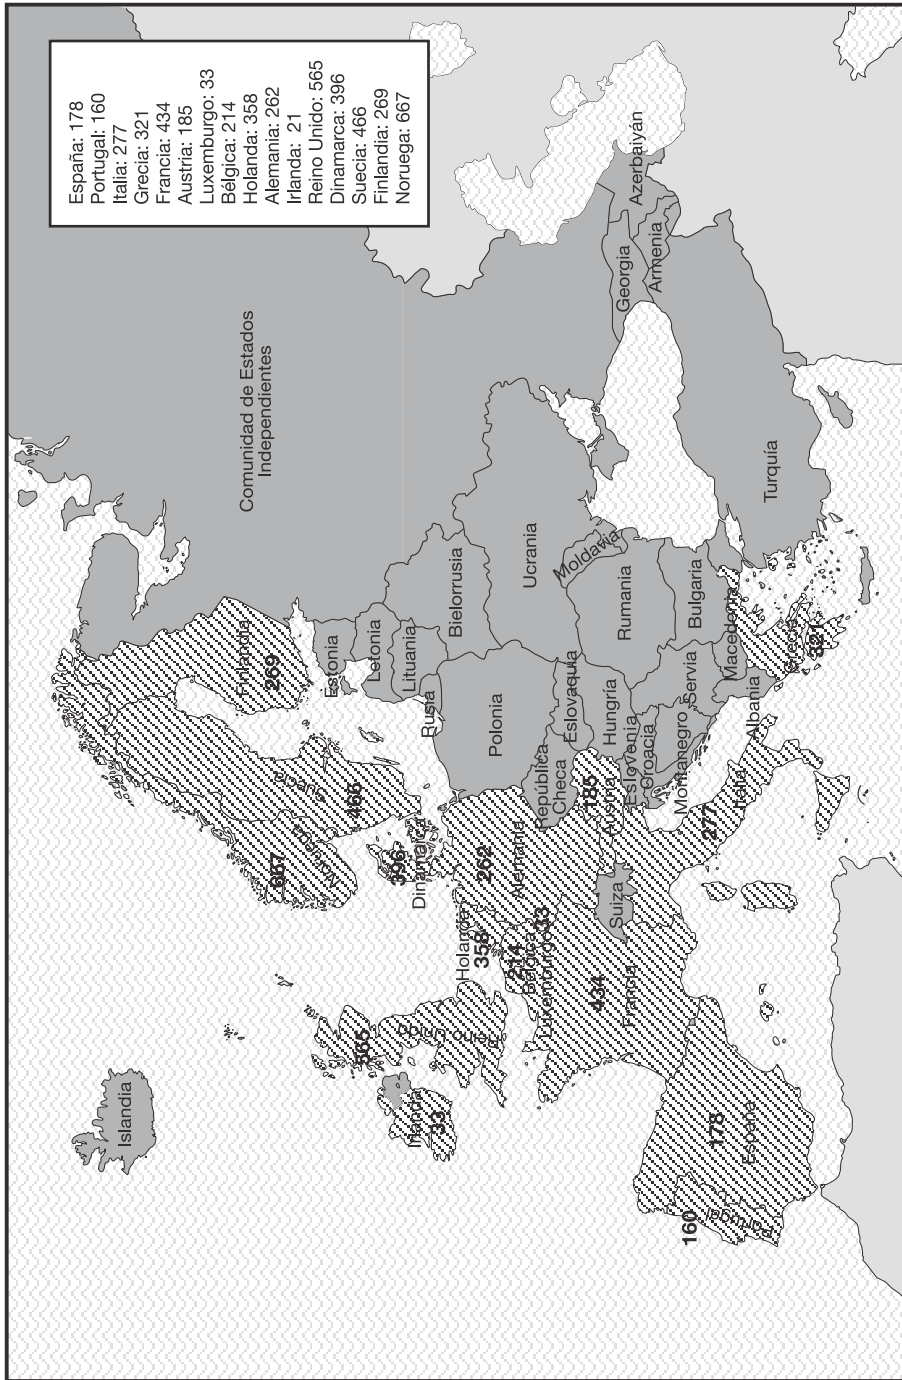 España: 178
Portugal: 160
Italia: 277
Grecia: 321
Francia: 434
Austria: 185
Luxemburgo: 33
Bélgica: 214
Holanda: 358
Alemania: 262
Irlanda: 21
Reino Unido: 565
Dinamarca: 396
Suecia: 466
Finlandia: 269
Noruega: 667
Comunidad de Estados
Independientes
Islandia
Finlandia
269
Suecia
466
Noruega
667
Estonia
Letonia
Lituania
Rusia
Bielorrusia
Polonia
Ucrania
Moldavia
Dinamarca
396
Reino Unido
565
Irlanda
33
Holanda
358
214
Bélgica
Luxemburgo
33
262
Alemania
República
Checa
Eslovaquia
185
Austria
Hungría
Eslovenia
Croacia
Montenegro
Servia
Rumania
Bulgaria
Macedonia
Albania
Grecia
321
Turquía
Georgia
Armenia
Azerbaiyán
Suiza
434
Francia
277
Italia
178
España
160
Portugal